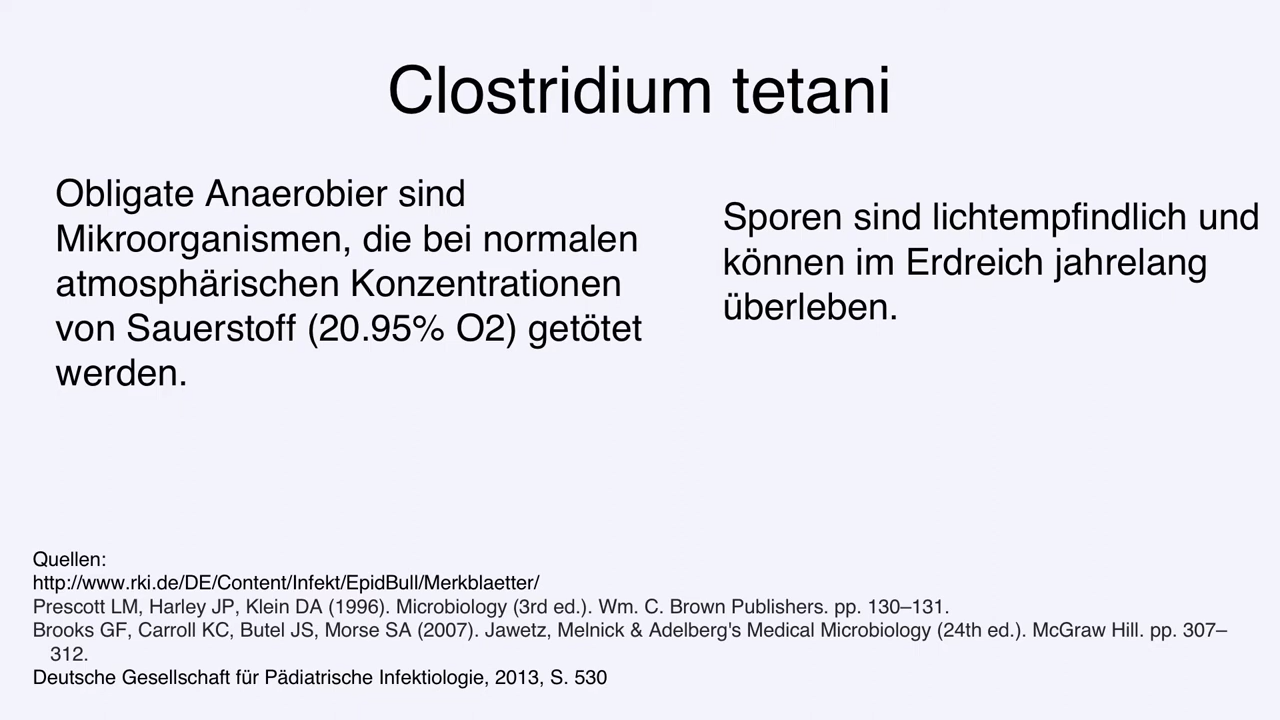 Clostridium tetani
Obligate Anaerobier sind
Mikroorganismen, die bei normalen
atmosphärischen Konzentrationen
von Sauerstoff (20.95% O2) getötet
werden.
Sporen sind lichtempfindlich und
können im Erdreich jahrelang
überleben.
Quellen:
http://www.rki.de/DE/Content/Infekt/EpidBull/Merkblaetter/
Prescott LM, Harley JP, Klein DA (1996). Microbiology (3rd ed.). Wm. C. Brown Publishers. pp. 130–131.
Brooks GF, Carroll KC, Butel JS, Morse SA (2007). Jawetz, Melnick & Adelberg's Medical Microbiology (24th ed.). McGraw Hill. pp. 307–
312.
Deutsche Gesellschaft für Pädiatrische Infektiologie, 2013, S. 530